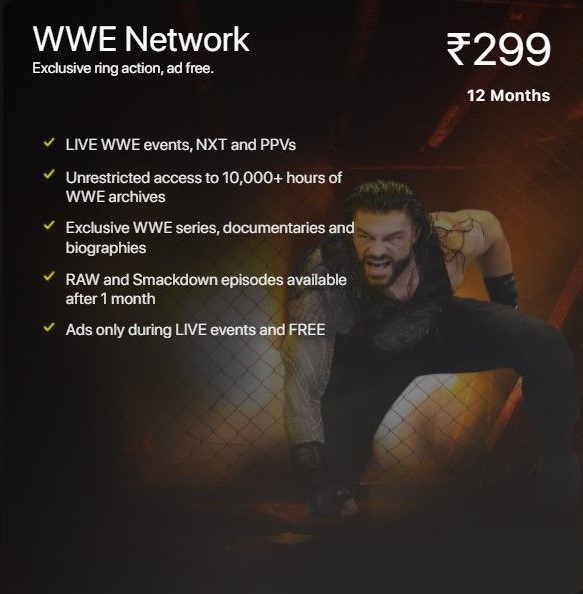 WWE Network
₹299
Exclusive ring action, ad free.
12 Months
LIVE WWE events, NXT and PPVs
Unrestricted access to 10,000+ hours of
WWE archives
Exclusive WWE series, documentaries and
biographies
RAW and Smackdown episodes available
after 1 month
Ads only during LIVE events and FREE